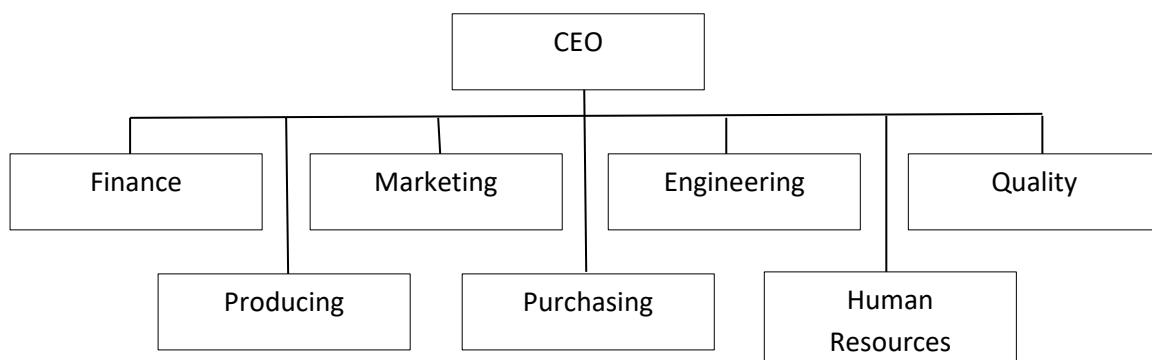 CEO
Finance
Marketing
Engineering
Quality
Producing
Purchasing
Human
Resources